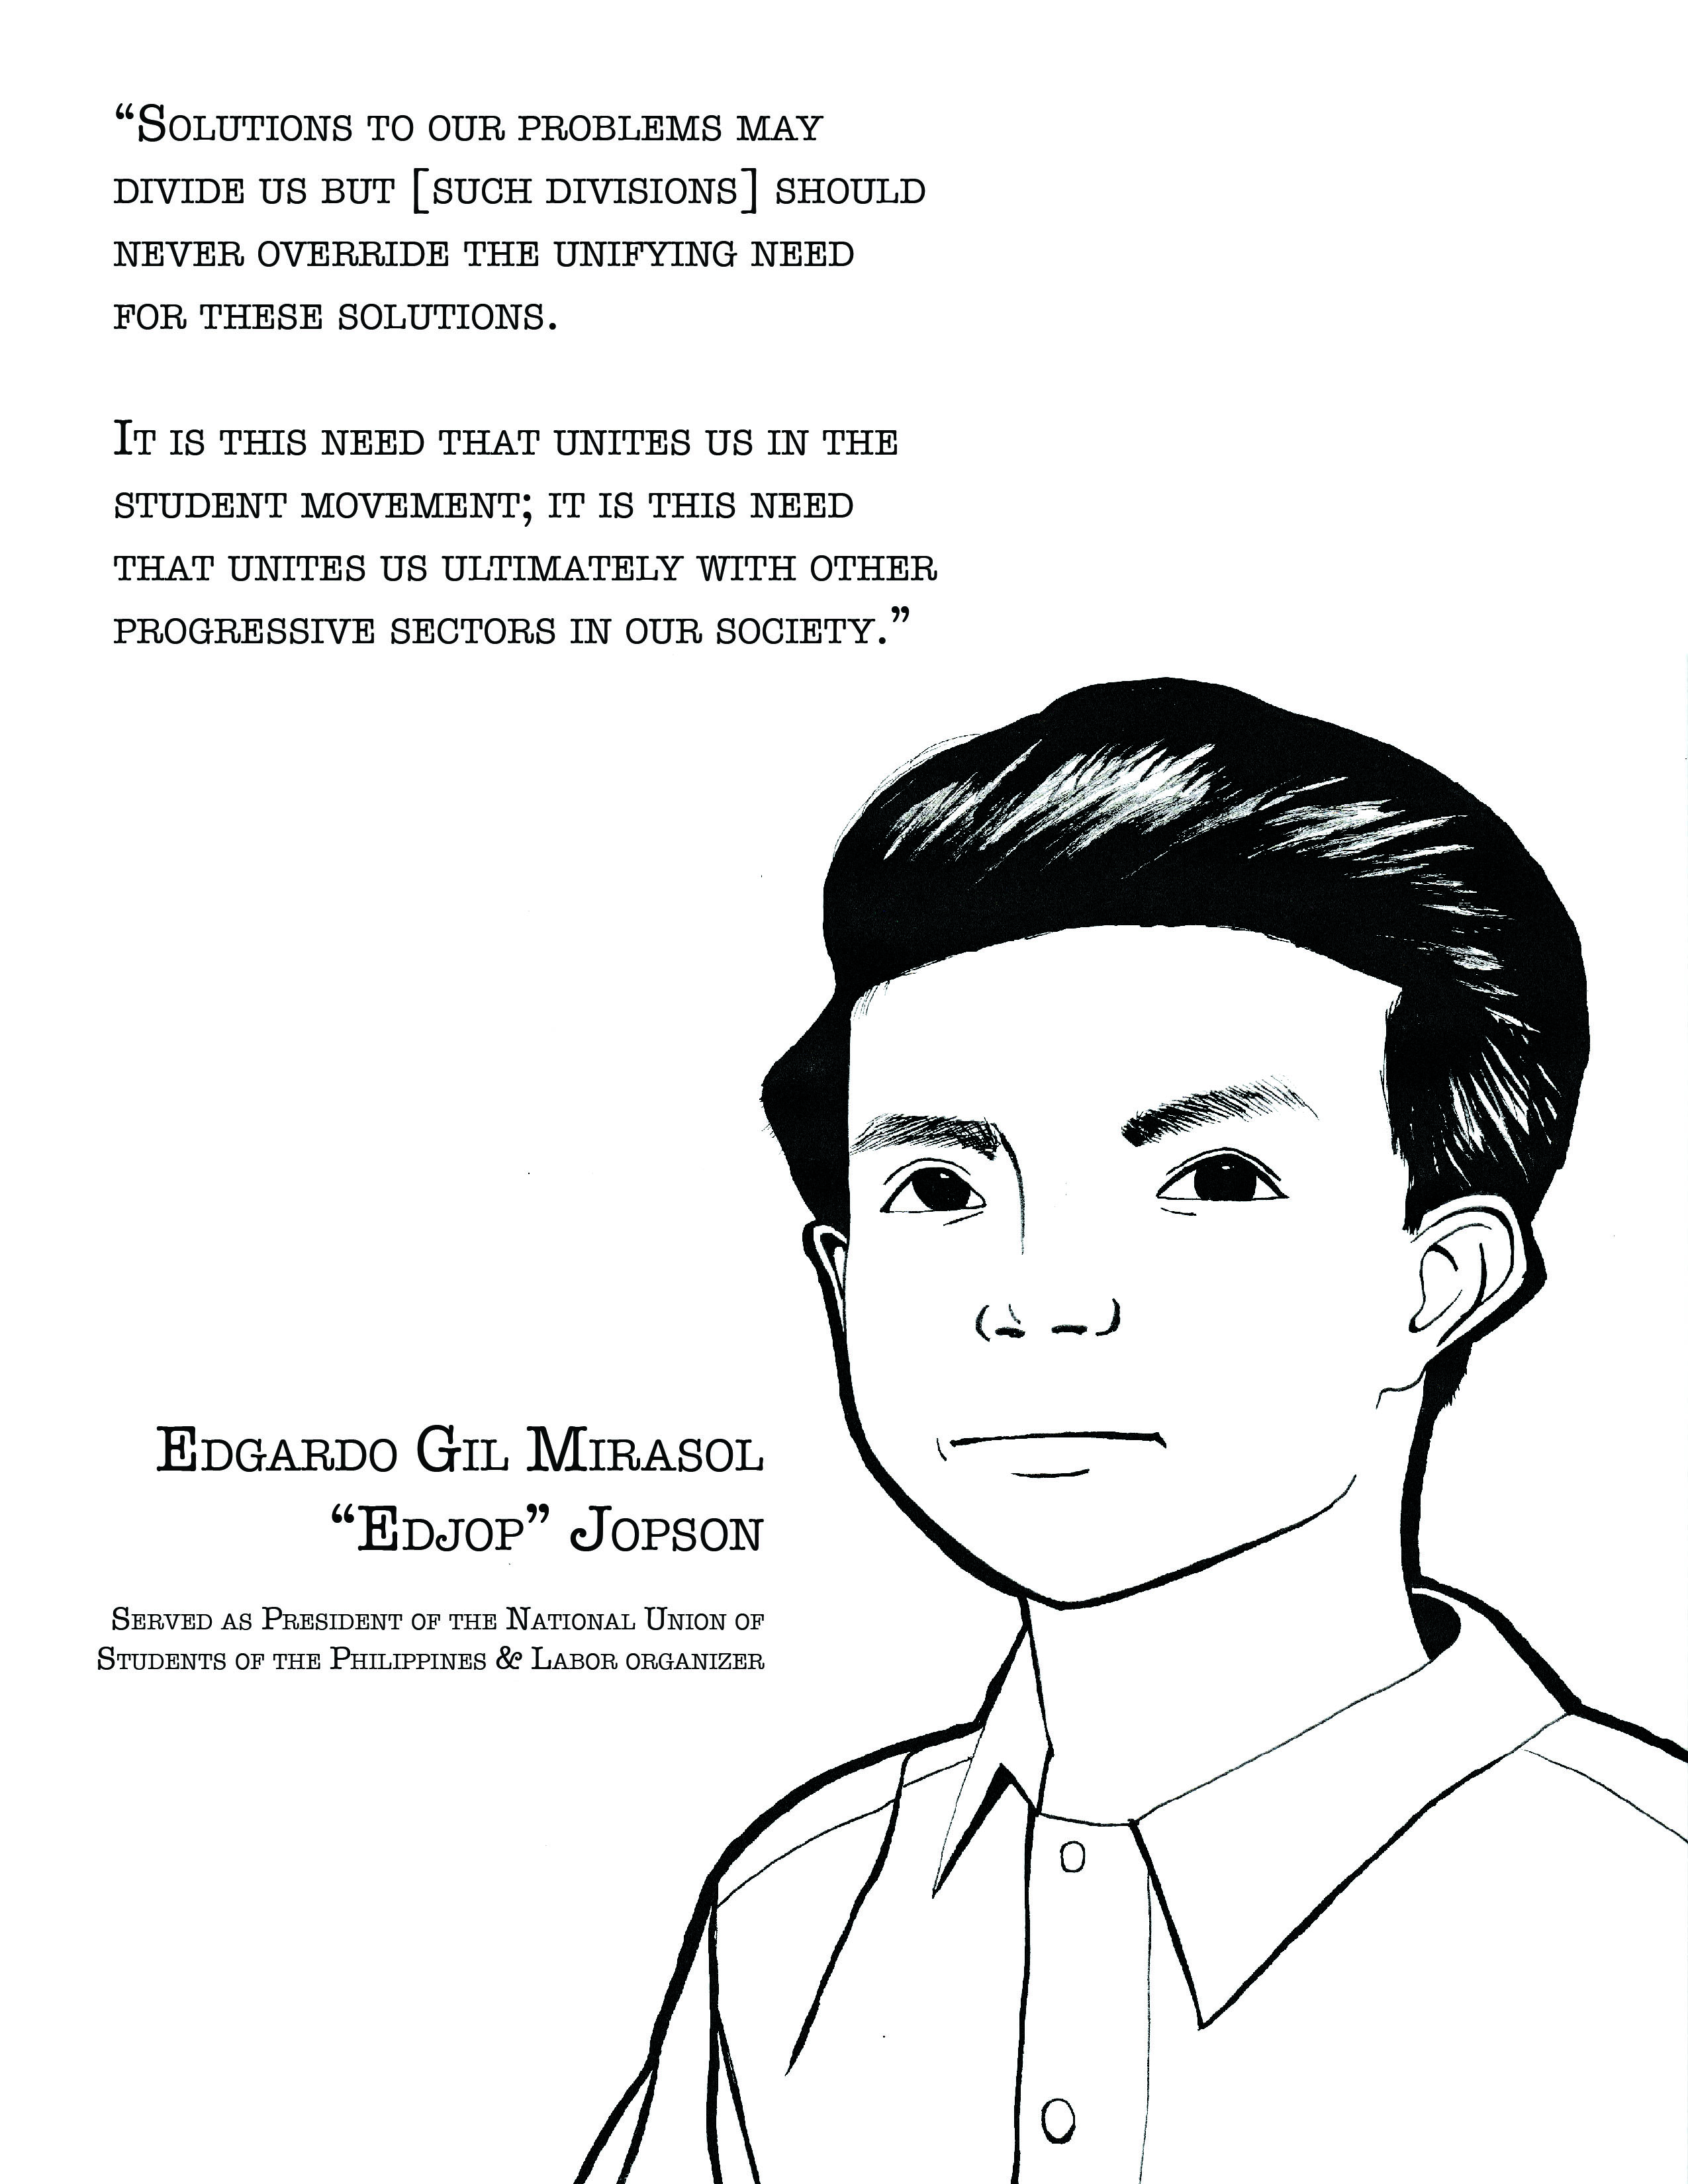 “Solutions to our problems may
divide us but [such divisions] should
never override the unifying need
for these solutions.
It is this need that unites us in the
student movement; it is this need
that unites us ultimately with other
progressive sectors in our society.”
Edgardo Gil Mirasol
“Edjop” Jopson
Served as President of the National Union of
Students of the Philippines & Labor organizer